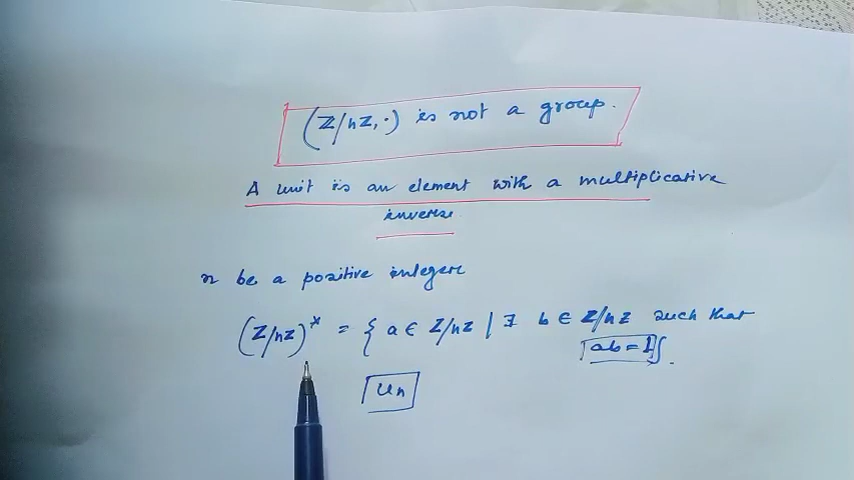 (Z/nZ, ·) is not a group.
A unit is an element with a multiplicative
inverse.
n be a positive integer
(Z/nZ)* = { a ∈ Z/nZ | ∃ b ∈ Z/nZ such that
ab = 1}.
Un